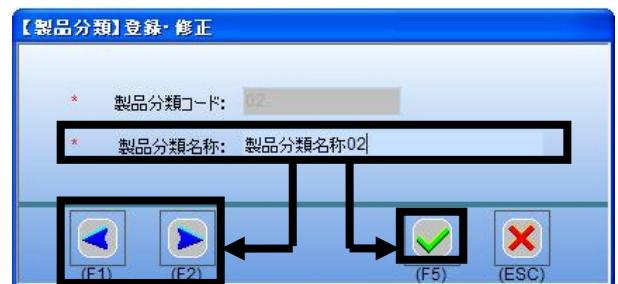 【製品分類】登録・修正
* 製品分類コード: 02
* 製品分類名称: 製品分類名称02
(F1) (F2) (F5) (ESC)